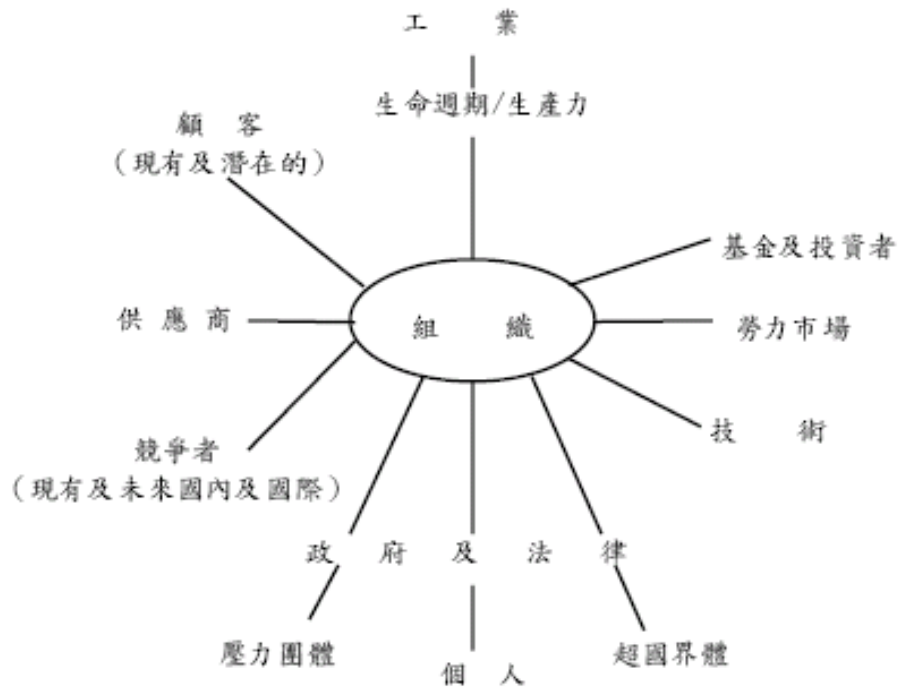 工 業
生命週期/生產力
顧 客
(現有及潛在的)
基金及投資者
供 應 商
組 織
勞力市場
技 術
競爭者
(現有及未來國內及國際)
政 府 及 法 律
壓力團體
個 人
超國界體